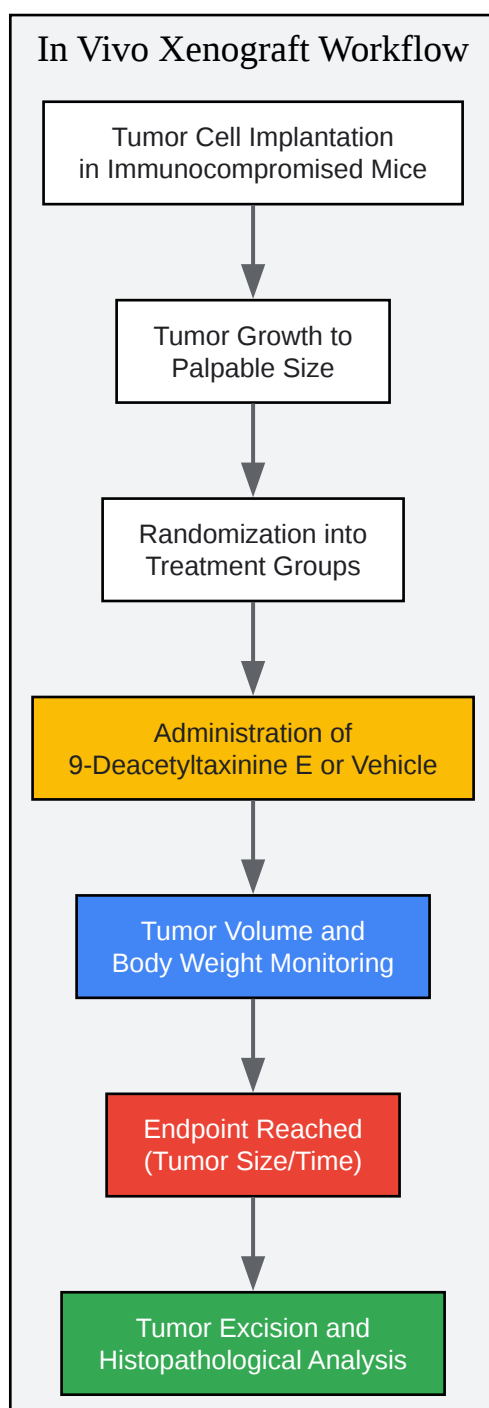 In Vivo Xenograft Workflow
Tumor Cell Implantation
in Immunocompromised Mice
Tumor Growth to
Palpable Size
Randomization into
Treatment Groups
Administration of
9-Deacetyltaxinine E or Vehicle
Tumor Volume and
Body Weight Monitoring
Endpoint Reached
(Tumor Size/Time)
Tumor Excision and
Histopathological Analysis